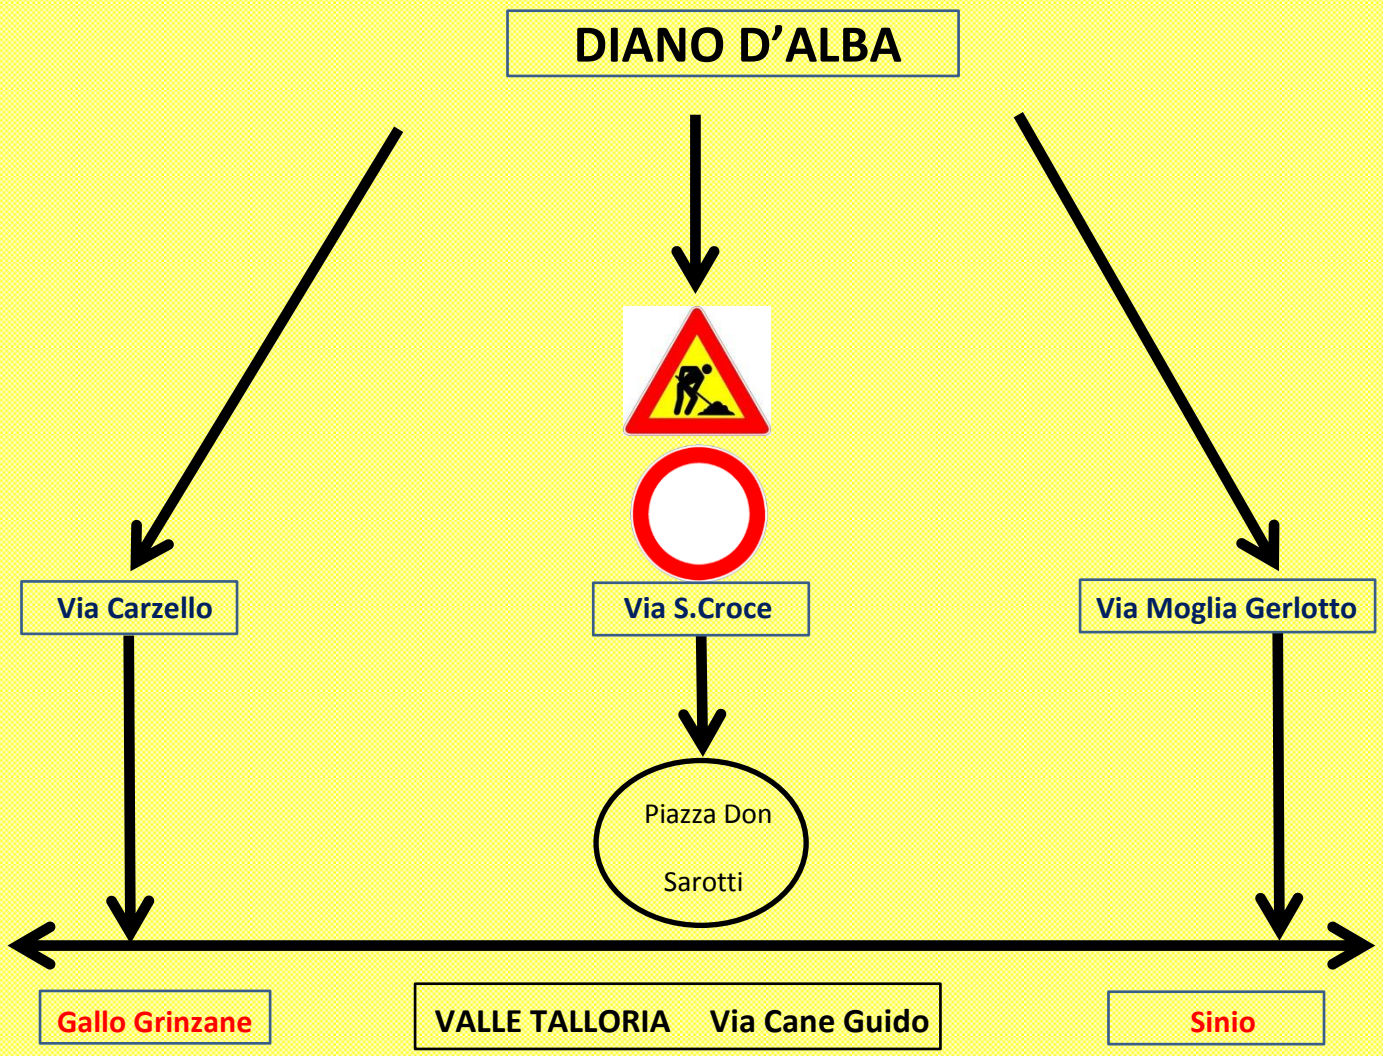 DIANO D’ALBA
Via Carzello
Via S.Croce
Via Moglia Gerlotto
Piazza Don
Sarotti
Gallo Grinzane
VALLE TALLORIA Via Cane Guido
Sinio